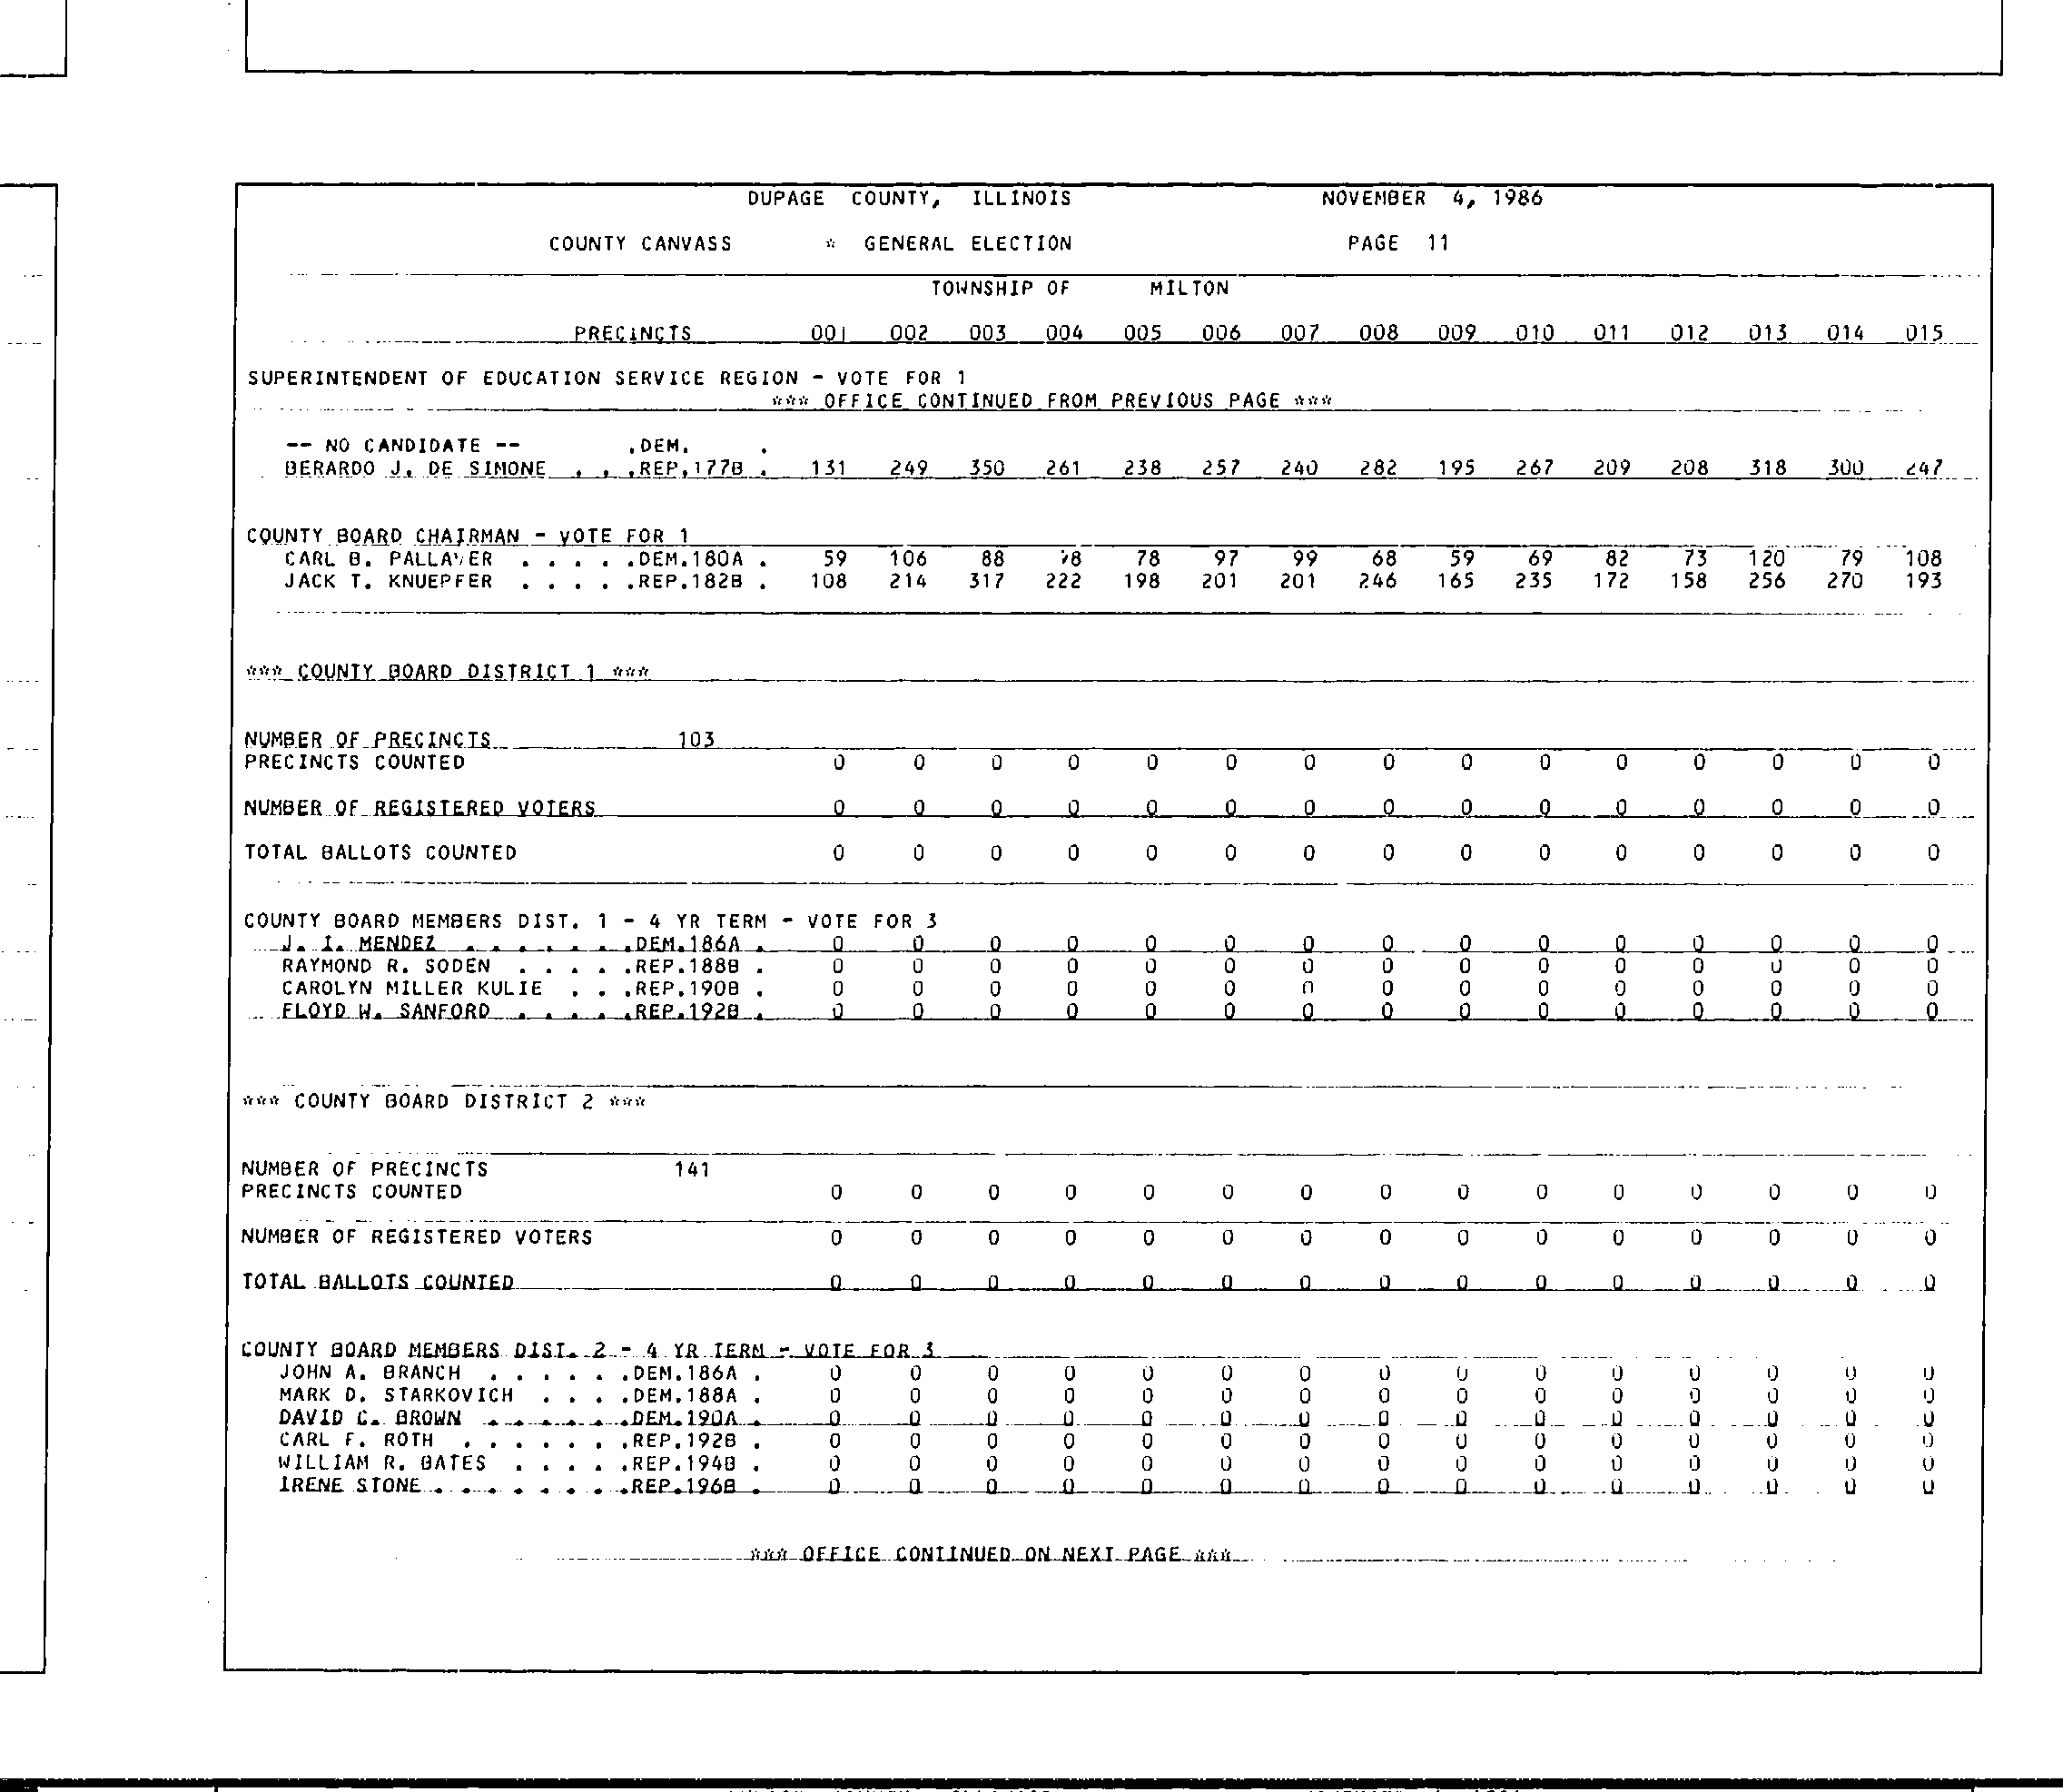 DUPAGE COUNTY, ILLINOIS NOVEMBER 4, 1986
COUNTY CANVASS * GENERAL ELECTION PAGE 11
TOWNSHIP OF MILTON
PRECINCTS 001 002 003 004 005 006 007 008 009 010 011 012 013 014 015
SUPERINTENDENT OF EDUCATION SERVICE REGION - VOTE FOR 1
*** OFFICE CONTINUED FROM PREVIOUS PAGE ***
-- NO CANDIDATE -- .DEM. .
BERARDO J. DE SIMONE . . .REP.177B . 131 249 350 261 238 257 240 282 195 267 209 208 318 300 247
COUNTY BOARD CHAIRMAN - VOTE FOR 1
CARL B. PALLAVER . . . . .DEM.180A . 59 106 88 78 97 99 68 59 69 82 73 120 79 108
JACK T. KNUEPFER . . . . .REP.182B . 108 214 317 222 198 201 201 246 165 235 172 158 256 270 193
*** COUNTY BOARD DISTRICT 1 ***
NUMBER OF PRECINCTS 103
PRECINCTS COUNTED 0 0 0 0 0 0 0 0 0 0 0 0 0 0 0
NUMBER OF REGISTERED VOTERS 0 0 0 0 0 0 0 0 0 0 0 0 0 0 0
TOTAL BALLOTS COUNTED 0 0 0 0 0 0 0 0 0 0 0 0 0 0 0
COUNTY BOARD MEMBERS DIST. 1 - 4 YR TERM - VOTE FOR 3
J. I. MENDEZ . . . . . . .DEM.186A . 0 0 0 0 0 0 0 0 0 0 0 0 0 0 0
RAYMOND R. SODEN . . . . .REP.188B . 0 0 0 0 0 0 0 0 0 0 0 0 0 0 0
CAROLYN MILLER KULIE . . .REP.190B . 0 0 0 0 0 0 0 0 0 0 0 0 0 0 0
FLOYD W. SANFORD . . . . .REP.192B . 0 0 0 0 0 0 0 0 0 0 0 0 0 0 0
*** COUNTY BOARD DISTRICT 2 ***
NUMBER OF PRECINCTS 141
PRECINCTS COUNTED 0 0 0 0 0 0 0 0 0 0 0 0 0 0 0
NUMBER OF REGISTERED VOTERS 0 0 0 0 0 0 0 0 0 0 0 0 0 0 0
TOTAL BALLOTS COUNTED 0 0 0 0 0 0 0 0 0 0 0 0 0 0 0
COUNTY BOARD MEMBERS DIST. 2 - 4 YR TERM - VOTE FOR 3
JOHN A. BRANCH . . . . . .DEM.186A . 0 0 0 0 0 0 0 0 0 0 0 0 0 0 0
MARK D. STARKOVICH . . . .DEM.188A . 0 0 0 0 0 0 0 0 0 0 0 0 0 0 0
DAVID C. BROWN . . . . . .DEM.190A . 0 0 0 0 0 0 0 0 0 0 0 0 0 0 0
CARL F. ROTH . . . . . . .REP.192B . 0 0 0 0 0 0 0 0 0 0 0 0 0 0 0
WILLIAM R. BATES . . . . .REP.194B . 0 0 0 0 0 0 0 0 0 0 0 0 0 0 0
IRENE STONE . . . . . . . .REP.196B . 0 0 0 0 0 0 0 0 0 0 0 0 0 0 0
*** OFFICE CONTINUED ON NEXT PAGE ***